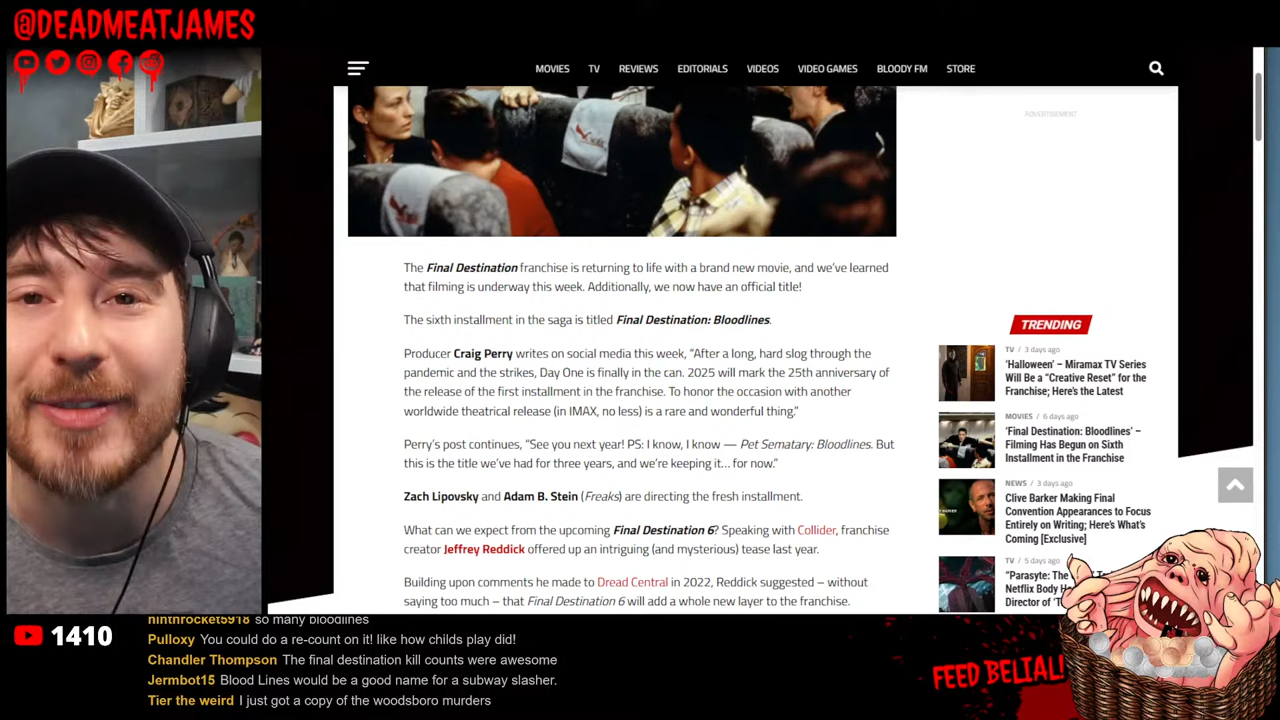 @DEADMEATJAMES
MOVIES TV REVIEWS EDITORIALS VIDEOS VIDEO GAMES BLOODY FM STORE
ADVERTISEMENT
The Final Destination franchise is returning to life with a brand new movie, and we've learned
that filming is underway this week. Additionally, we now have an official title!
The sixth installment in the saga is titled Final Destination: Bloodlines.
Producer Craig Perry writes on social media this week, “After a long, hard slog through the
pandemic and the strikes, Day One is finally in the can. 2025 will mark the 25th anniversary of
the release of the first installment in the franchise. To honor the occasion with another
worldwide theatrical release (in IMAX, no less) is a rare and wonderful thing.”
Perry's post continues, “See you next year! PS: I know, I know — Pet Sematary: Bloodlines. But
this is the title we've had for three years, and we're keeping it… for now.”
Zach Lipovsky and Adam B. Stein (Freaks) are directing the fresh installment.
What can we expect from the upcoming Final Destination 6? Speaking with Collider, franchise
creator Jeffrey Reddick offered up an intriguing (and mysterious) tease last year.
Building upon comments he made to Dread Central in 2022, Reddick suggested – without
saying too much – that Final Destination 6 will add a whole new layer to the franchise.
TRENDING
TV / 3 days ago
'Halloween' – Miramax TV Series
Will Be a “Creative Reset” for the
Franchise; Here's the Latest
MOVIES / 6 days ago
'Final Destination: Bloodlines' –
Filming Has Begun on Sixth
Installment in the Franchise
NEWS / 3 days ago
Clive Barker Making Final
Convention Appearances to Focus
Entirely on Writing; Here's What's
Coming [Exclusive]
TV / 5 days ago
“Parasyte: The
Netflix Body H
Director of 'T
1410
ninthrocket5918 so many bloodlines
Pulloxy You could do a re-count on it! like how childs play did!
Chandler Thompson The final destination kill counts were awesome
Jermbot15 Blood Lines would be a good name for a subway slasher.
Tier the weird I just got a copy of the woodsboro murders
FEED BELIAL!